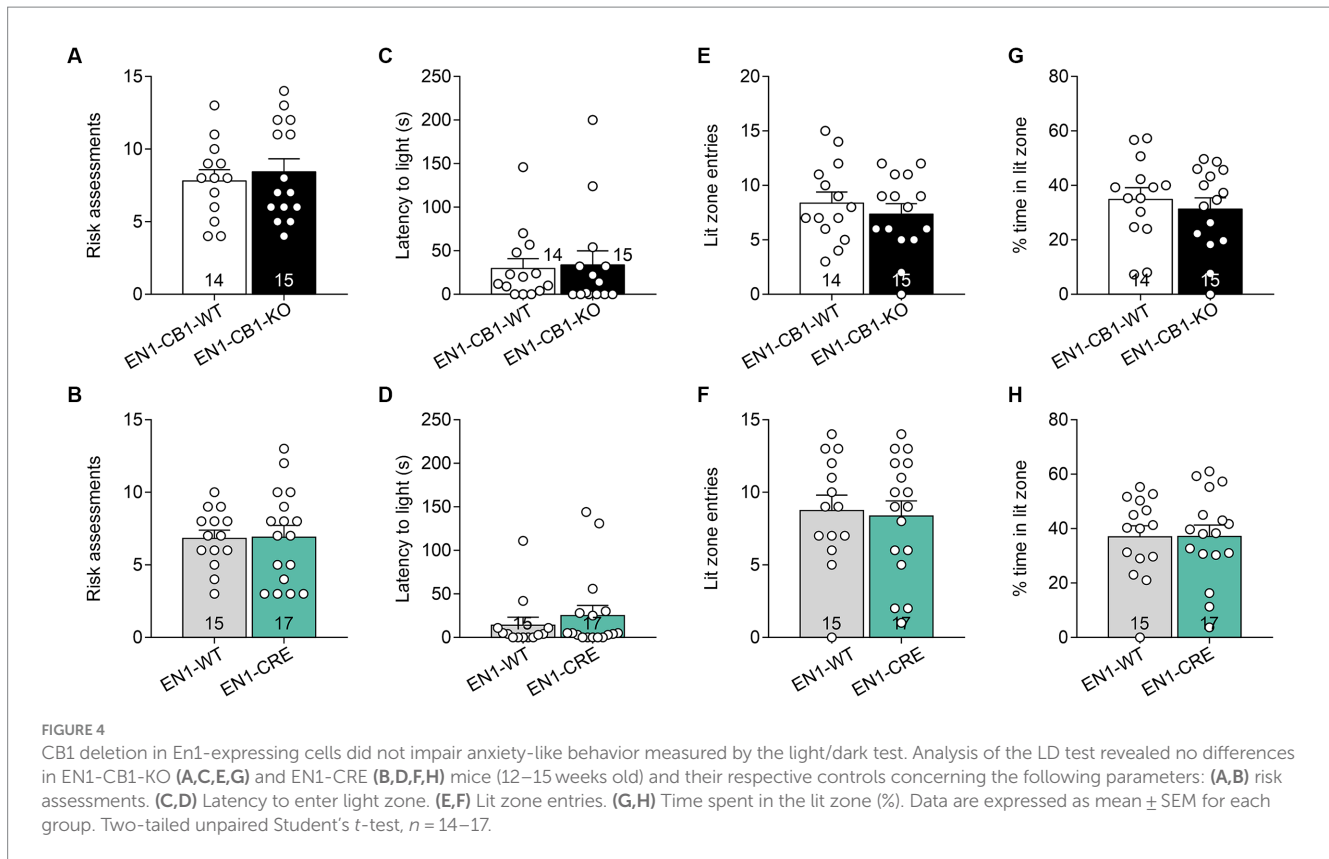 A
Risk assessments
15
10
5
0
14
15
EN1-CB1-WT
EN1-CB1-KO
C
Latency to light (s)
250
200
150
100
50
0
14
15
EN1-CB1-WT
EN1-CB1-KO
E
Lit zone entries
20
15
10
5
0
14
15
EN1-CB1-WT
EN1-CB1-KO
G
% time in lit zone
80
60
40
20
0
14
15
EN1-CB1-WT
EN1-CB1-KO
B
Risk assessments
15
10
5
0
15
17
EN1-WT
EN1-CRE
D
Latency to light (s)
250
200
150
100
50
0
15
17
EN1-WT
EN1-CRE
F
Lit zone entries
15
10
5
0
15
17
EN1-WT
EN1-CRE
H
% time in lit zone
80
60
40
20
0
15
17
EN1-WT
EN1-CRE
FIGURE 4
CB1 deletion in En1-expressing cells did not impair anxiety-like behavior measured by the light/dark test. Analysis of the LD test revealed no differences
in EN1-CB1-KO (A,C,E,G) and EN1-CRE (B,D,F,H) mice (12–15 weeks old) and their respective controls concerning the following parameters: (A,B) risk
assessments. (C,D) Latency to enter light zone. (E,F) Lit zone entries. (G,H) Time spent in the lit zone (%). Data are expressed as mean ± SEM for each
group. Two-tailed unpaired Student's t-test, n = 14–17.